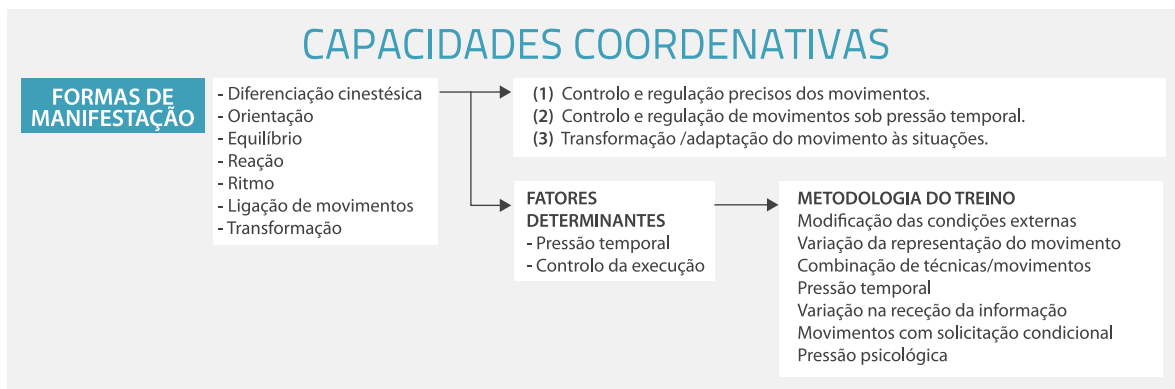 CAPACIDADES COORDENATIVAS
FORMAS DE
MANIFESTAÇÃO
- Diferenciação cinestésica
- Orientação
- Equilíbrio
- Reação
- Ritmo
- Ligação de movimentos
- Transformação
(1) Controlo e regulação precisos dos movimentos.
(2) Controlo e regulação de movimentos sob pressão temporal.
(3) Transformação /adaptação do movimento às situações.
FATORES
DETERMINANTES
- Pressão temporal
- Controlo da execução
METODOLOGIA DO TREINO
Modificação das condições externas
Variação da representação do movimento
Combinação de técnicas/movimentos
Pressão temporal
Variação na receção da informação
Movimentos com solicitação condicional
Pressão psicológica